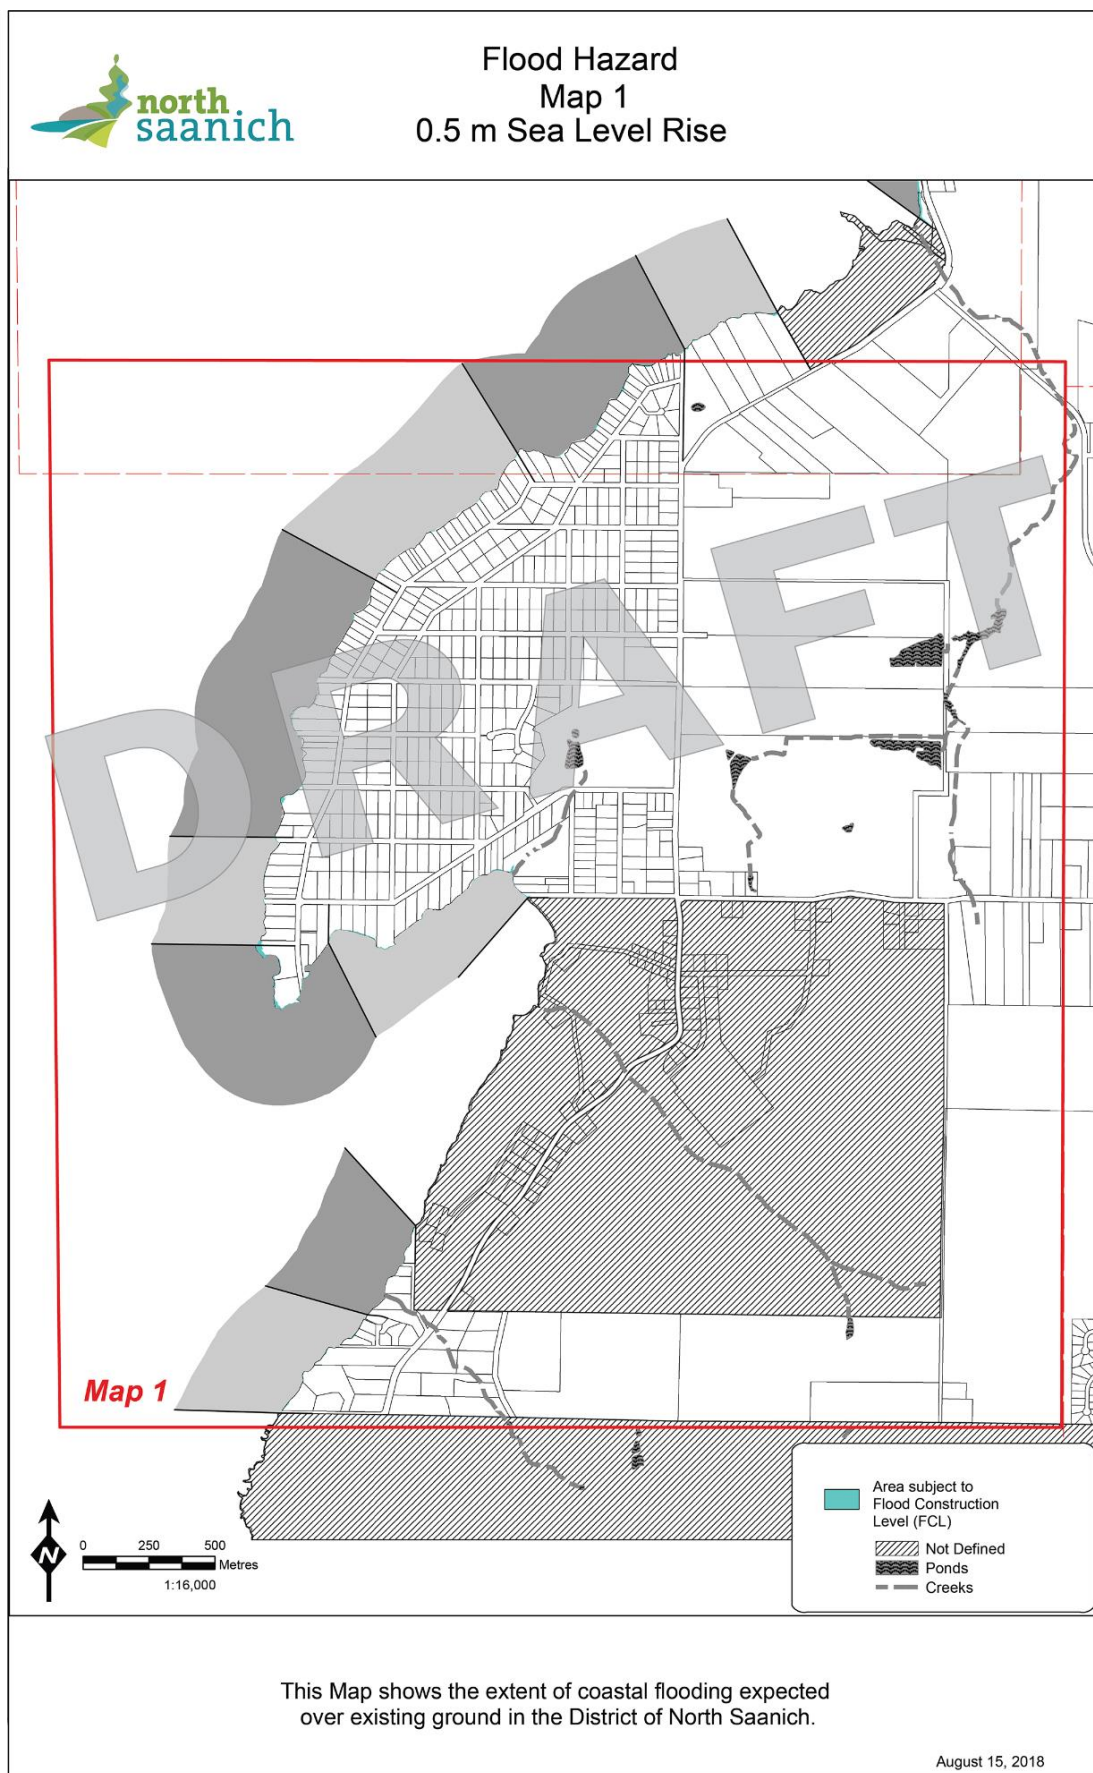 north
saanich
Flood Hazard
Map 1
0.5 m Sea Level Rise
DRAFT
Map 1
N
0 250 500
Metres
1:16,000
Area subject to
Flood Construction
Level (FCL)
Not Defined
Ponds
Creeks
This Map shows the extent of coastal flooding expected
over existing ground in the District of North Saanich.
August 15, 2018